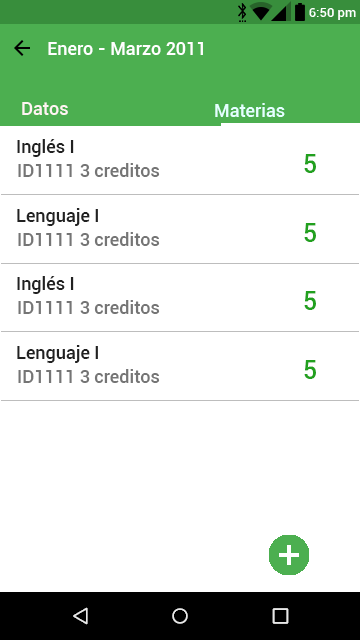 6:50 pm
Enero - Marzo 2011
Datos
Materias
Inglés I
ID1111 3 creditos
5
Lenguaje I
ID1111 3 creditos
5
Inglés I
ID1111 3 creditos
5
Lenguaje I
ID1111 3 creditos
5